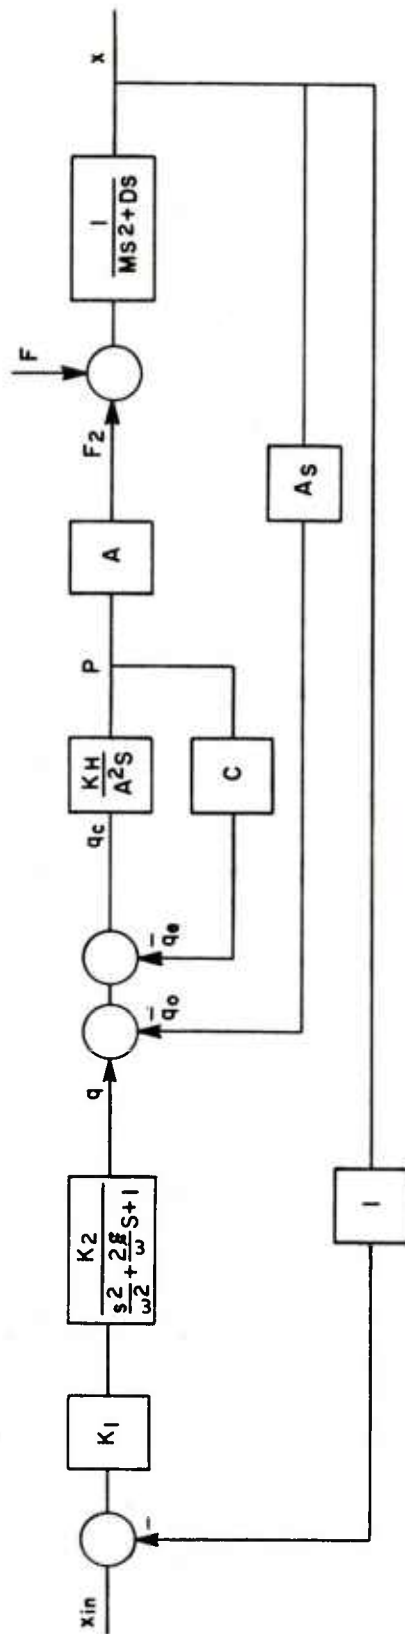 xin
–
K1
K2
s2/ω2 + 2ξ/ω S + 1
q
–
qo
–
qe
qc
KH
A2S
P
C
A
F2
F
1
MS2+DS
x
AS
1